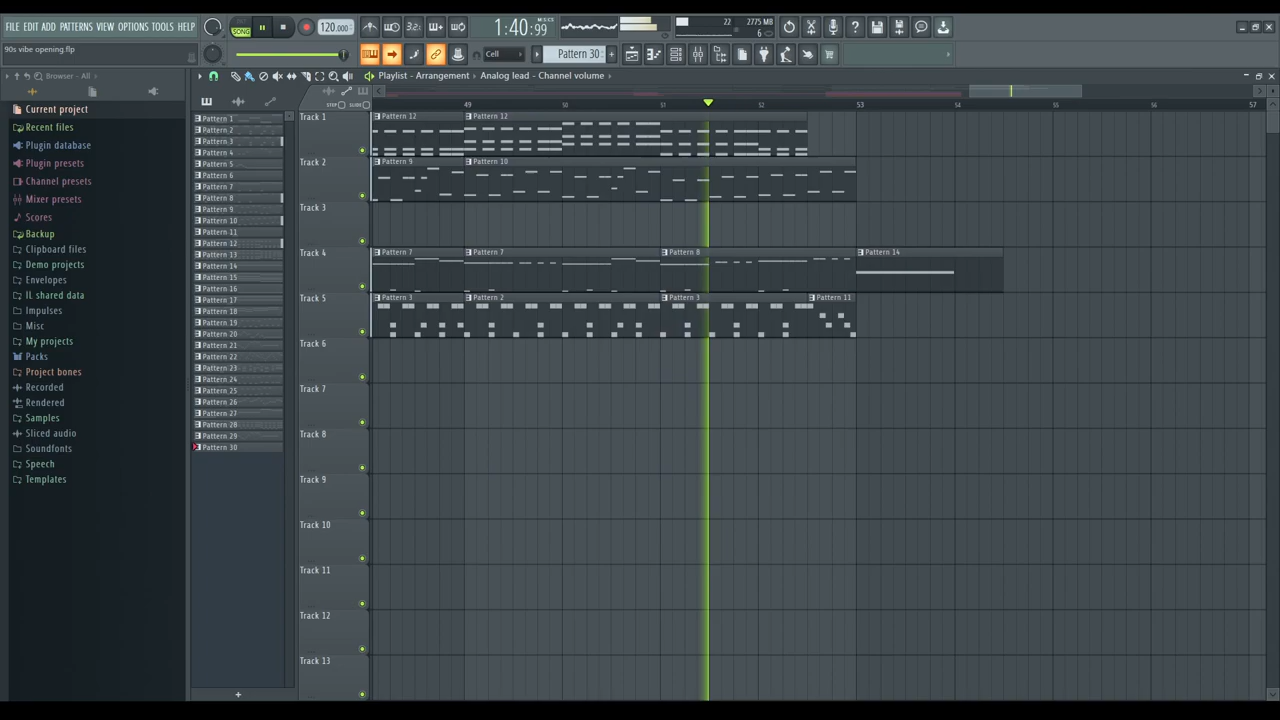 FILE EDIT ADD PATTERNS VIEW OPTIONS TOOLS HELP
SONG
120.000
1:40:99
M:S:CS
22
2775 MB
6
90s vibe opening.flp
Cell
Pattern 30
Browser - All
Playlist - Arrangement › Analog lead - Channel volume ›
STEP
SLIDE
49
50
51
52
53
54
55
56
57
Current project
Recent files
Plugin database
Plugin presets
Channel presets
Mixer presets
Scores
Backup
Clipboard files
Demo projects
Envelopes
IL shared data
Impulses
Misc
My projects
Packs
Project bones
Recorded
Rendered
Samples
Sliced audio
Soundfonts
Speech
Templates
Pattern 1
Pattern 2
Pattern 3
Pattern 4
Pattern 5
Pattern 6
Pattern 7
Pattern 8
Pattern 9
Pattern 10
Pattern 11
Pattern 12
Pattern 13
Pattern 14
Pattern 15
Pattern 16
Pattern 17
Pattern 18
Pattern 19
Pattern 20
Pattern 21
Pattern 22
Pattern 23
Pattern 24
Pattern 25
Pattern 26
Pattern 27
Pattern 28
Pattern 29
Pattern 30
Track 1
Pattern 12
Pattern 12
Track 2
Pattern 9
Pattern 10
Track 3
Track 4
Pattern 7
Pattern 7
Pattern 8
Pattern 14
Track 5
Pattern 3
Pattern 2
Pattern 3
Pattern 11
Track 6
Track 7
Track 8
Track 9
Track 10
Track 11
Track 12
Track 13